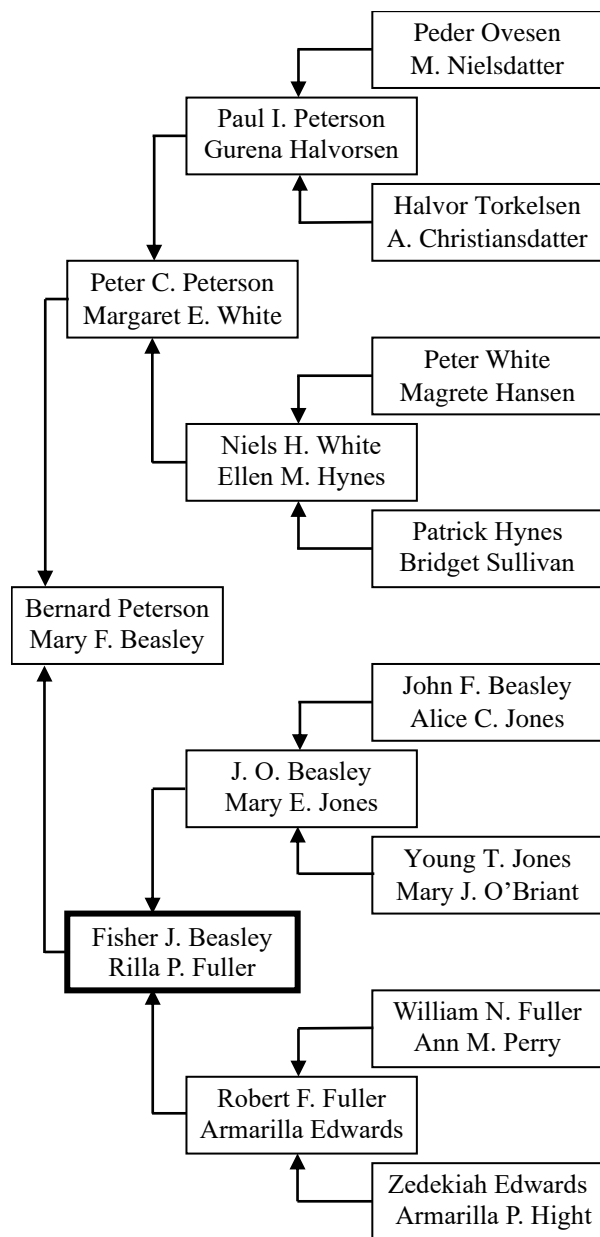 Peder Ovesen
M. Nielsdatter
Paul I. Peterson
Gurena Halvorsen
Halvor Torkelsen
A. Christiansdatter
Peter C. Peterson
Margaret E. White
Peter White
Magrete Hansen
Niels H. White
Ellen M. Hynes
Patrick Hynes
Bridget Sullivan
Bernard Peterson
Mary F. Beasley
John F. Beasley
Alice C. Jones
J. O. Beasley
Mary E. Jones
Young T. Jones
Mary J. O’Briant
Fisher J. Beasley
Rilla P. Fuller
William N. Fuller
Ann M. Perry
Robert F. Fuller
Armarilla Edwards
Zedekiah Edwards
Armarilla P. Hight